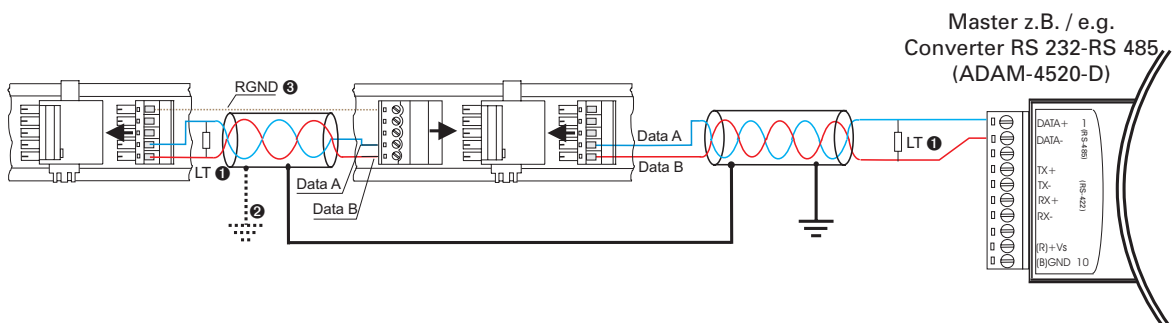 Master z.B. / e.g.
Converter RS 232-RS 485
(ADAM-4520-D)
RGND ❸
LT ❶
❷
Data A
Data B
Data A
Data B
LT ❶
DATA+ 1
DATA-
(RS-485)
TX+
TX-
RX+
RX-
(RS-422)
(R)+Vs
(B)GND 10